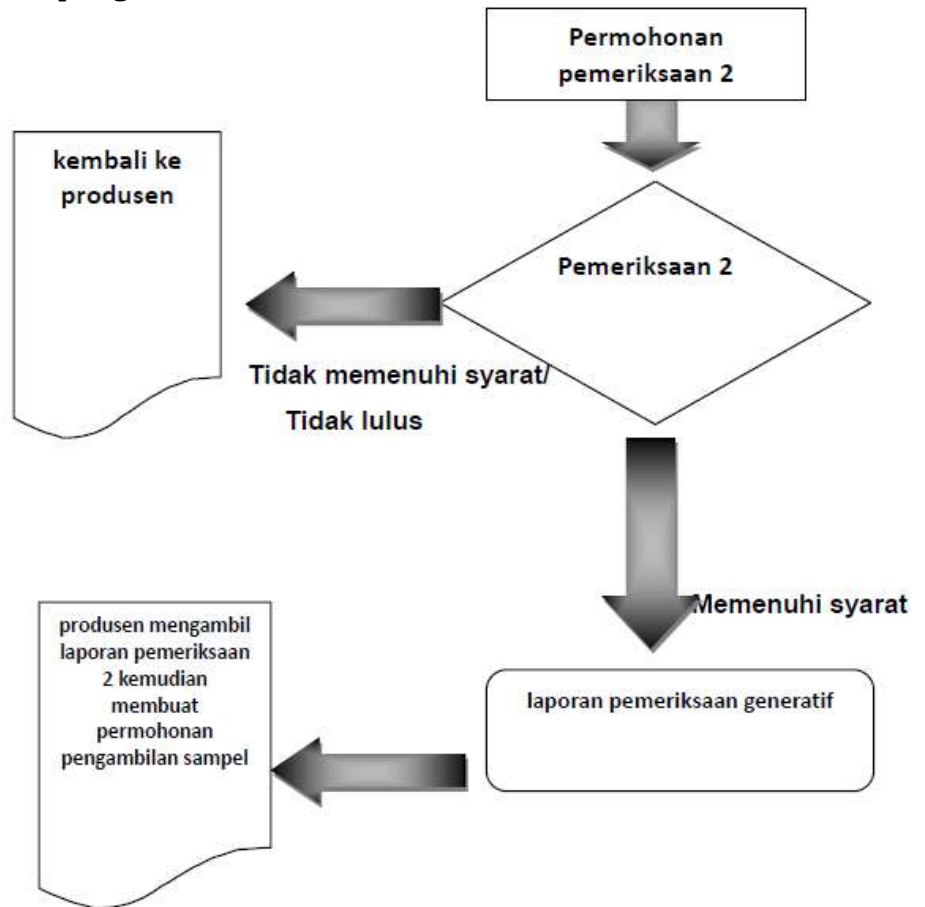 Permohonan
pemeriksaan 2
kembali ke
produsen
Pemeriksaan 2
Tidak memenuhi syarat/
Tidak lulus
Memenuhi syarat
produsen mengambil
laporan pemeriksaan
2 kemudian
membuat
permohonan
pengambilan sampel
laporan pemeriksaan generatif